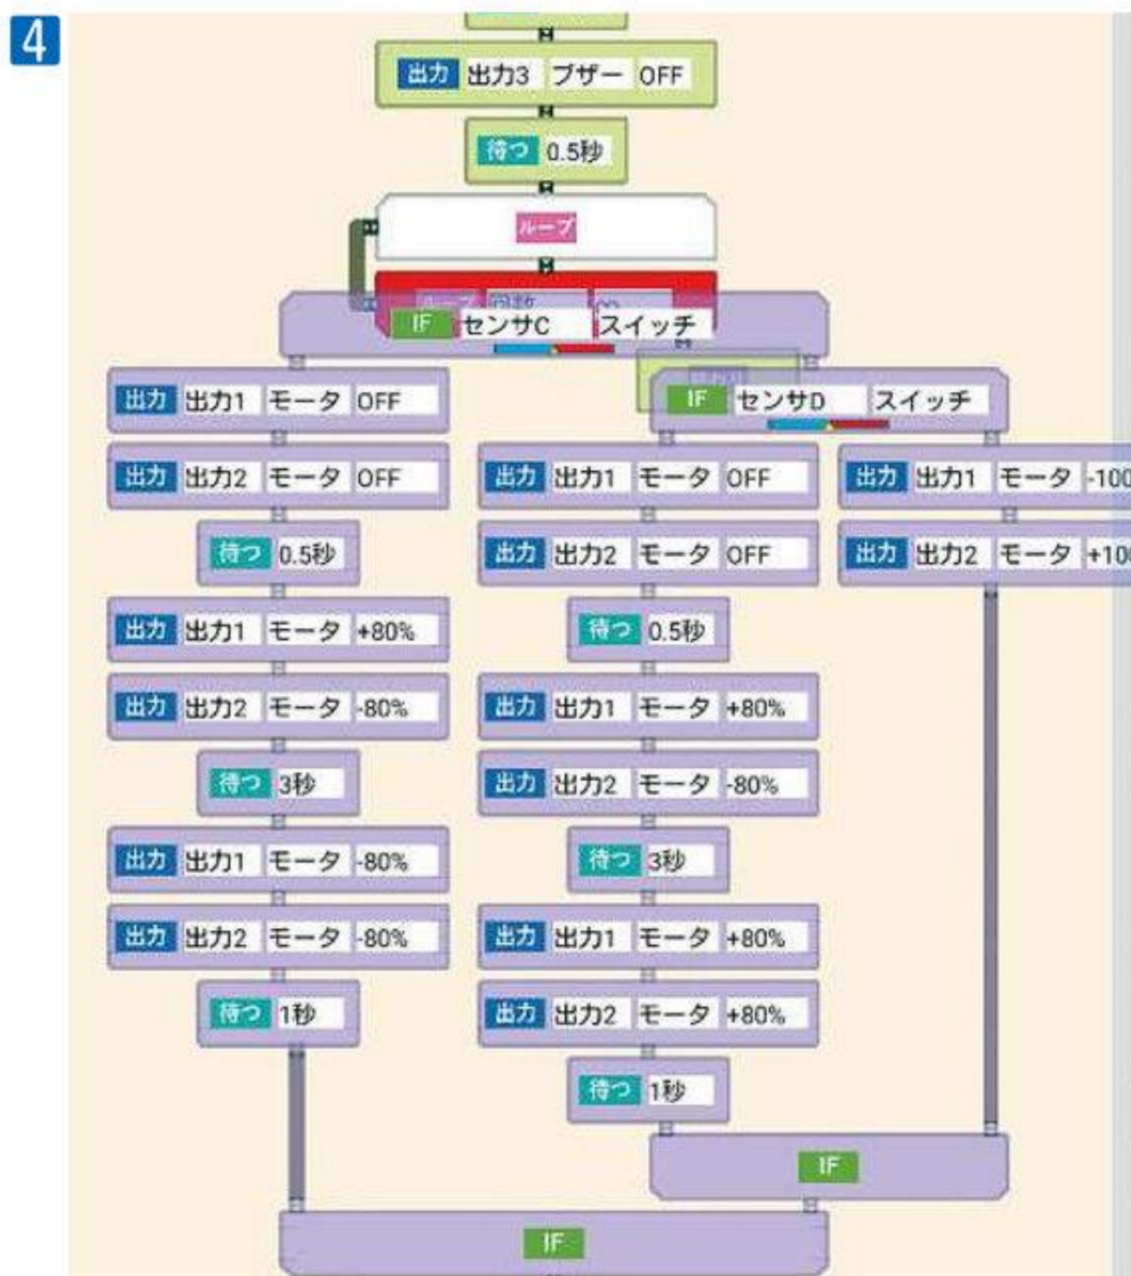 4
出力 出力3 ブザー OFF
待つ 0.5秒
ループ
ループ 回数 ∞
IF センサC スイッチ
出力 出力1 モータ OFF
出力 出力2 モータ OFF
待つ 0.5秒
出力 出力1 モータ +80%
出力 出力2 モータ -80%
待つ 3秒
出力 出力1 モータ -80%
出力 出力2 モータ -80%
待つ 1秒
IF センサD スイッチ
出力 出力1 モータ OFF
出力 出力2 モータ OFF
待つ 0.5秒
出力 出力1 モータ +80%
出力 出力2 モータ -80%
待つ 3秒
出力 出力1 モータ +80%
出力 出力2 モータ +80%
待つ 1秒
出力 出力1 モータ -100
出力 出力2 モータ +100
IF
IF